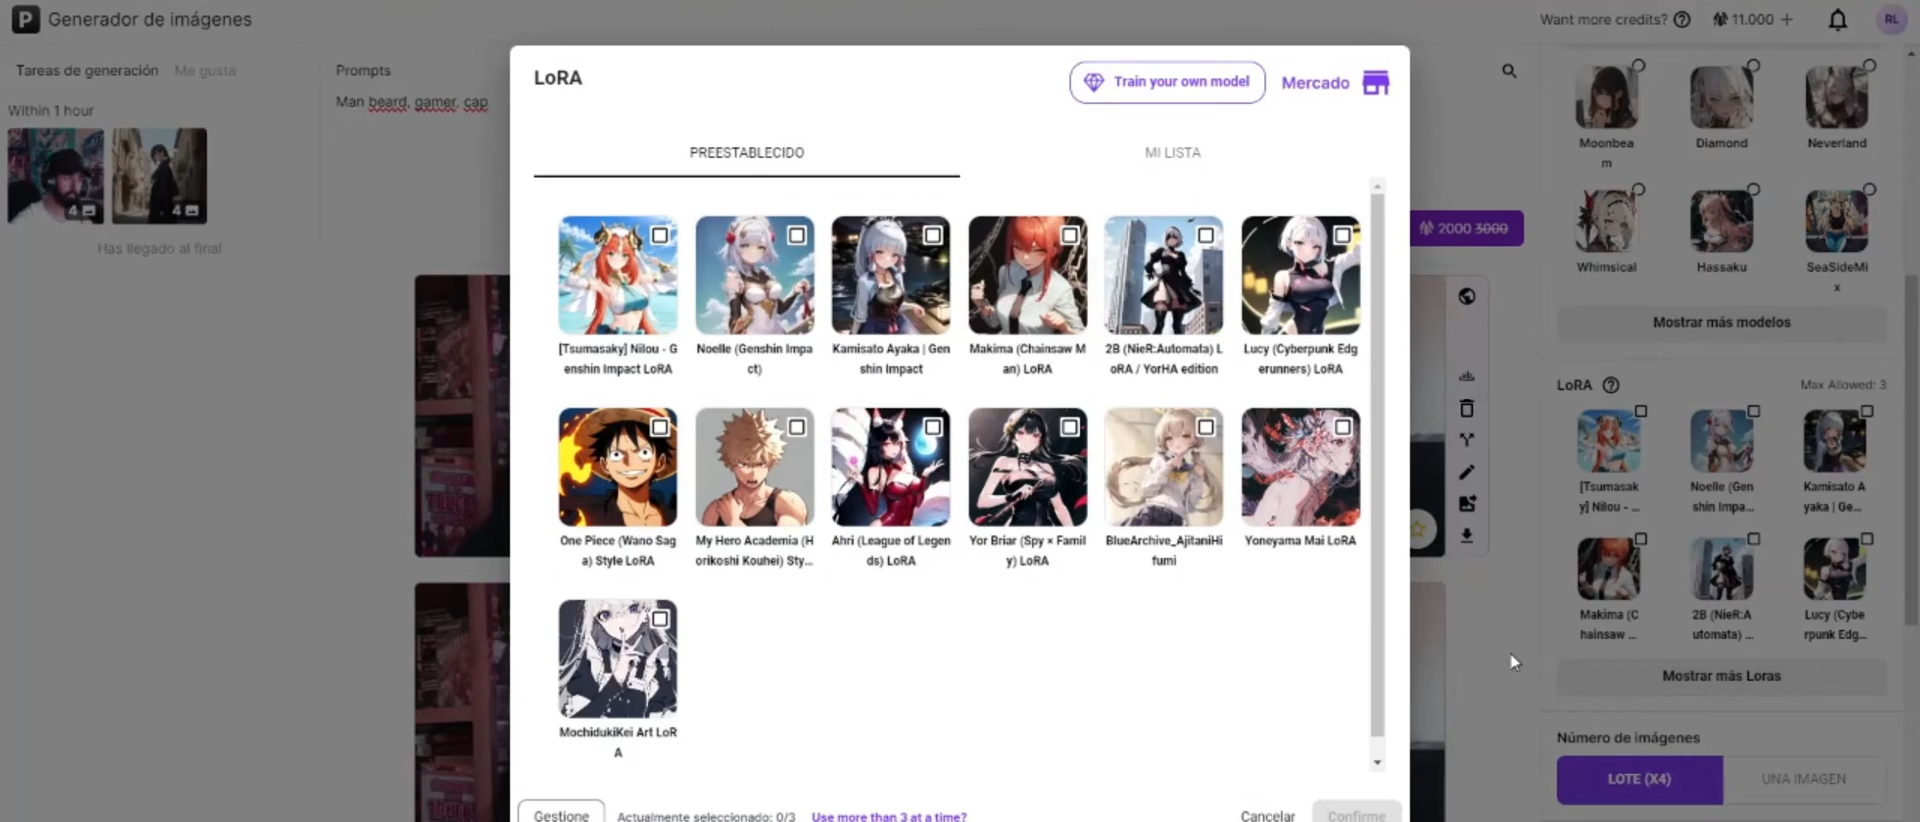 P Generador de imágenes
Want more credits? 11.000 + RL
Tareas de generación Me gusta
Within 1 hour
4 4
Has llegado al final
Prompts
Man beard, gamer, cap
LoRA
Train your own model
Mercado
PREESTABLECIDO
MI LISTA
[Tsumasaky] Nilou - G
enshin Impact LoRA
Noelle (Genshin Impa
ct)
Kamisato Ayaka | Gen
shin Impact
Makima (Chainsaw M
an) LoRA
2B (NieR:Automata) L
oRA / YorHA edition
Lucy (Cyberpunk Edg
erunners) LoRA
One Piece (Wano Sag
a) Style LoRA
My Hero Academia (H
orikoshi Kouhei) Sty...
Ahri (League of Legen
ds) LoRA
Yor Briar (Spy × Famil
y) LoRA
BlueArchive_AjitaniHi
fumi
Yoneyama Mai LoRA
MochidukiKei Art LoR
A
Gestione
Actualmente seleccionado: 0/3
Use more than 3 at a time?
Cancelar
Confirme
2000 3000
Moonbea
m
Diamond
Neverland
Whimsical
Hassaku
SeaSideMi
x
Mostrar más modelos
LoRA
Max Allowed: 3
[Tsumasak
y] Nilou - ...
Noelle (Gen
shin Impa...
Kamisato A
yaka | Ge...
Makima (C
hainsaw ...
2B (NieR:A
utomata) ...
Lucy (Cybe
rpunk Edg...
Mostrar más Loras
Número de imágenes
LOTE (X4)
UNA IMAGEN